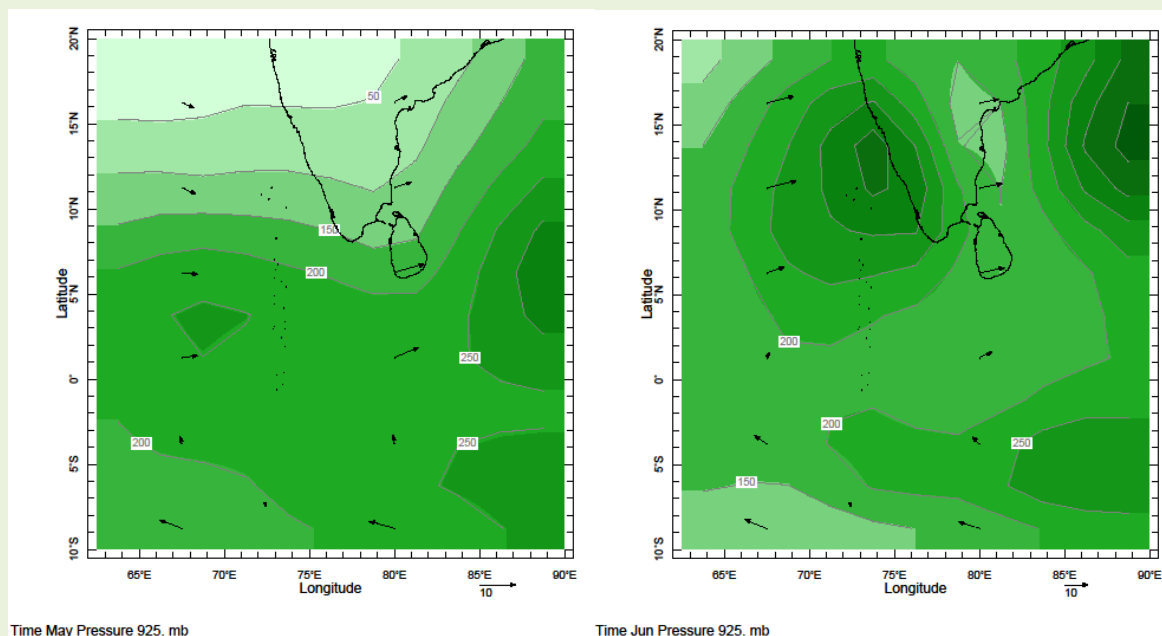 20°N
15°N
10°N
5°N
0°
5°S
10°S
Latitude
50
150
200
250
200
250
65°E 70°E 75°E 80°E 85°E 90°E
Longitude
10
Time May Pressure 925. mb
20°N
15°N
10°N
5°N
0°
5°S
10°S
Latitude
200
200
250
150
65°E 70°E 75°E 80°E 85°E 90°E
Longitude
10
Time Jun Pressure 925. mb